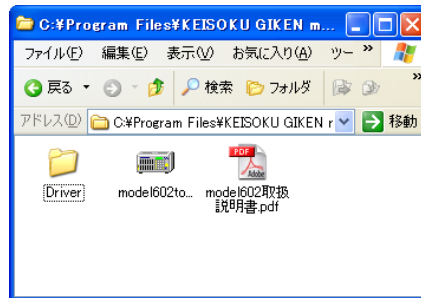 C:¥Program Files¥KEISOKU GIKEN m...
ファイル(F) 編集(E) 表示(V) お気に入り(A) ツー »
戻る 検索 フォルダ »
アドレス(D) C:¥Program Files¥KEISOKU GIKEN r 移動
PDF
Adobe
Driver model602to... model602取扱
説明書.pdf